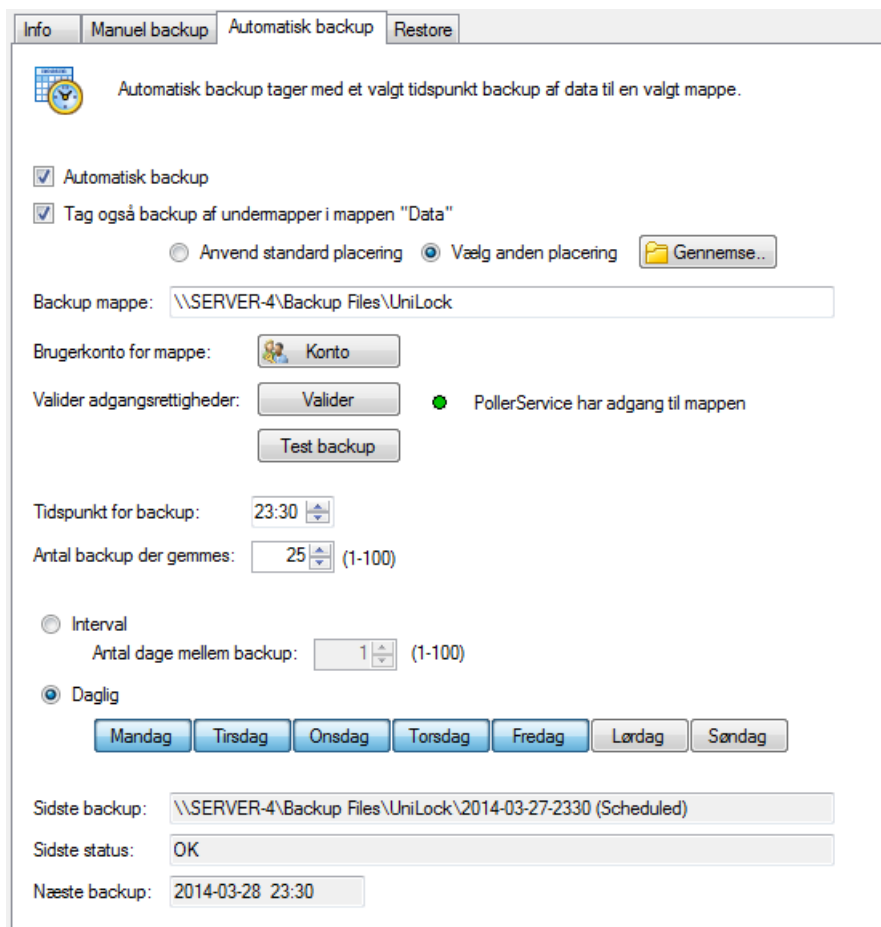 Info Manuel backup Automatisk backup Restore
Automatisk backup tager med et valgt tidspunkt backup af data til en valgt mappe.
Automatisk backup
Tag også backup af undermapper i mappen "Data"
Anvend standard placering Vælg anden placering Gennemse..
Backup mappe: \\SERVER-4\Backup Files\UniLock
Brugerkonto for mappe: Konto
Valider adgangsrettigheder: Valider PollerService har adgang til mappen
Test backup
Tidspunkt for backup: 23:30
Antal backup der gemmes: 25 (1-100)
Interval
Antal dage mellem backup: 1 (1-100)
Daglig
Mandag Tirsdag Onsdag Torsdag Fredag Lørdag Søndag
Sidste backup: \\SERVER-4\Backup Files\UniLock\2014-03-27-2330 (Scheduled)
Sidste status: OK
Næste backup: 2014-03-28 23:30